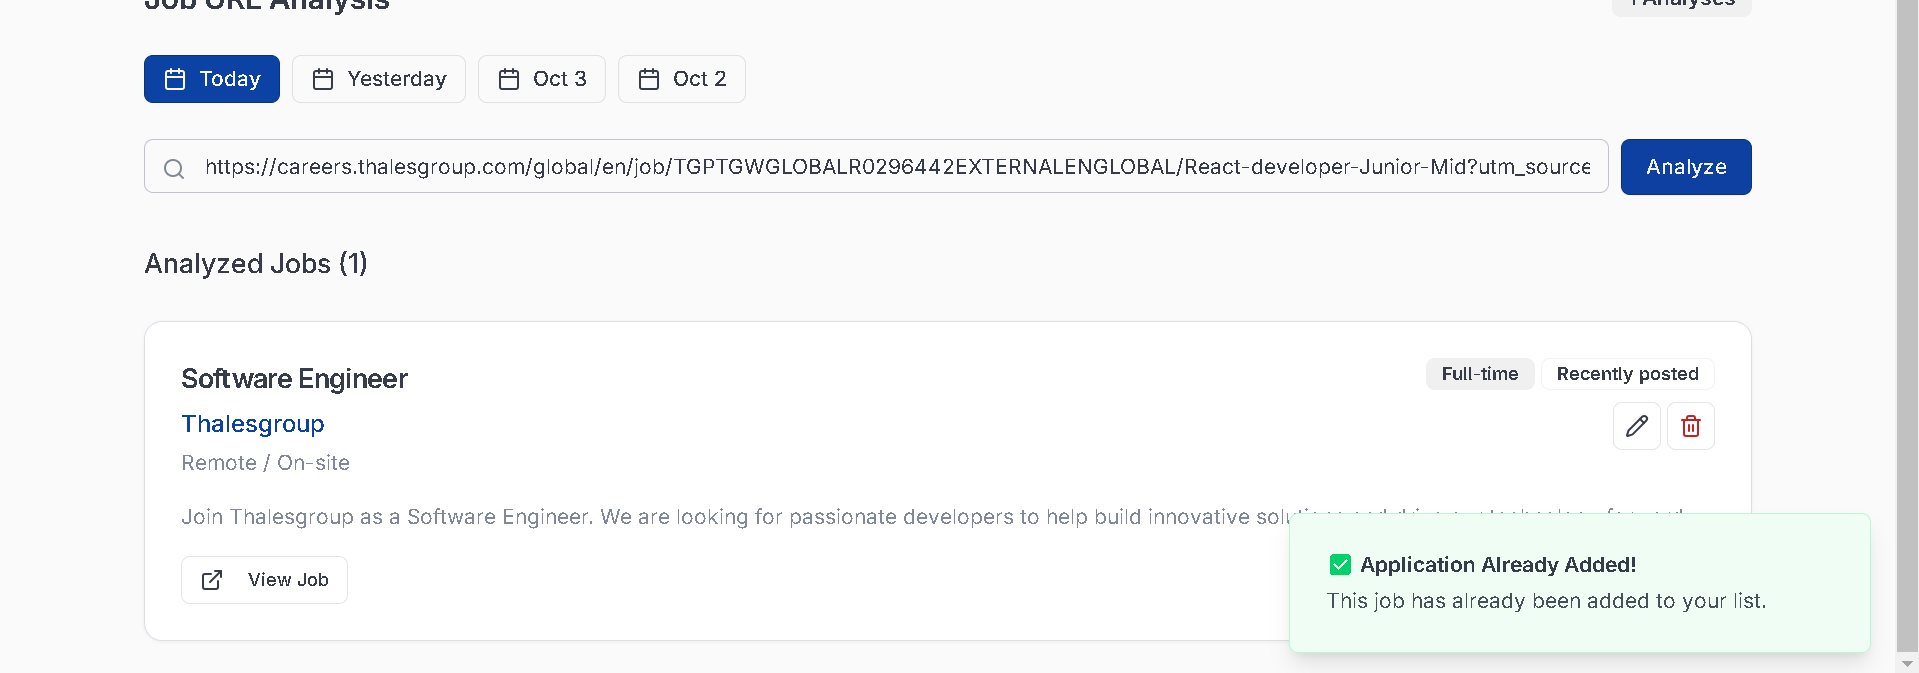 Job URL Analysis
1 Analyses
Today
Yesterday
Oct 3
Oct 2
https://careers.thalesgroup.com/global/en/job/TGPTGWGLOBALR0296442EXTERNALENGLOBAL/React-developer-Junior-Mid?utm_source
Analyze
Analyzed Jobs (1)
Software Engineer
Full-time
Recently posted
Thalesgroup
Remote / On-site
Join Thalesgroup as a Software Engineer. We are looking for passionate developers to help build innovative
View Job
Application Already Added!
This job has already been added to your list.